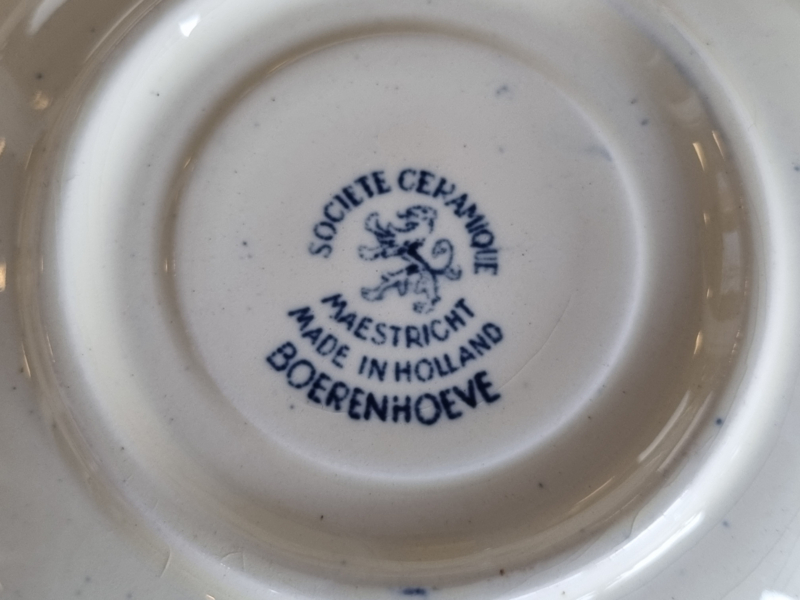 SOCIETE CERAMIQUE
MAESTRICHT
MADE IN HOLLAND
BOERENHOEVE